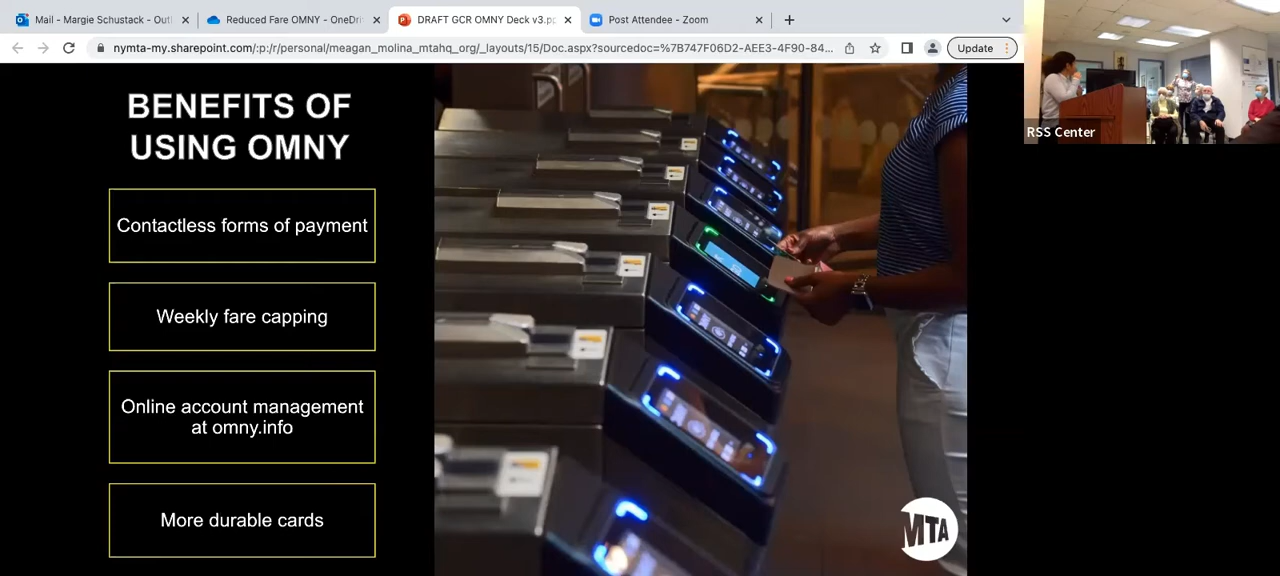 Mail - Margie Schustack - Outl
Reduced Fare OMNY - OneDri
DRAFT GCR OMNY Deck v3.pp
Post Attendee - Zoom
nymta-my.sharepoint.com/:p:/r/personal/meagan_molina_mtahq_org/_layouts/15/Doc.aspx?sourcedoc=%7B747F06D2-AEE3-4F90-84...
Update
RSS Center
BENEFITS OF
USING OMNY
Contactless forms of payment
Weekly fare capping
Online account management
at omny.info
More durable cards
MTA